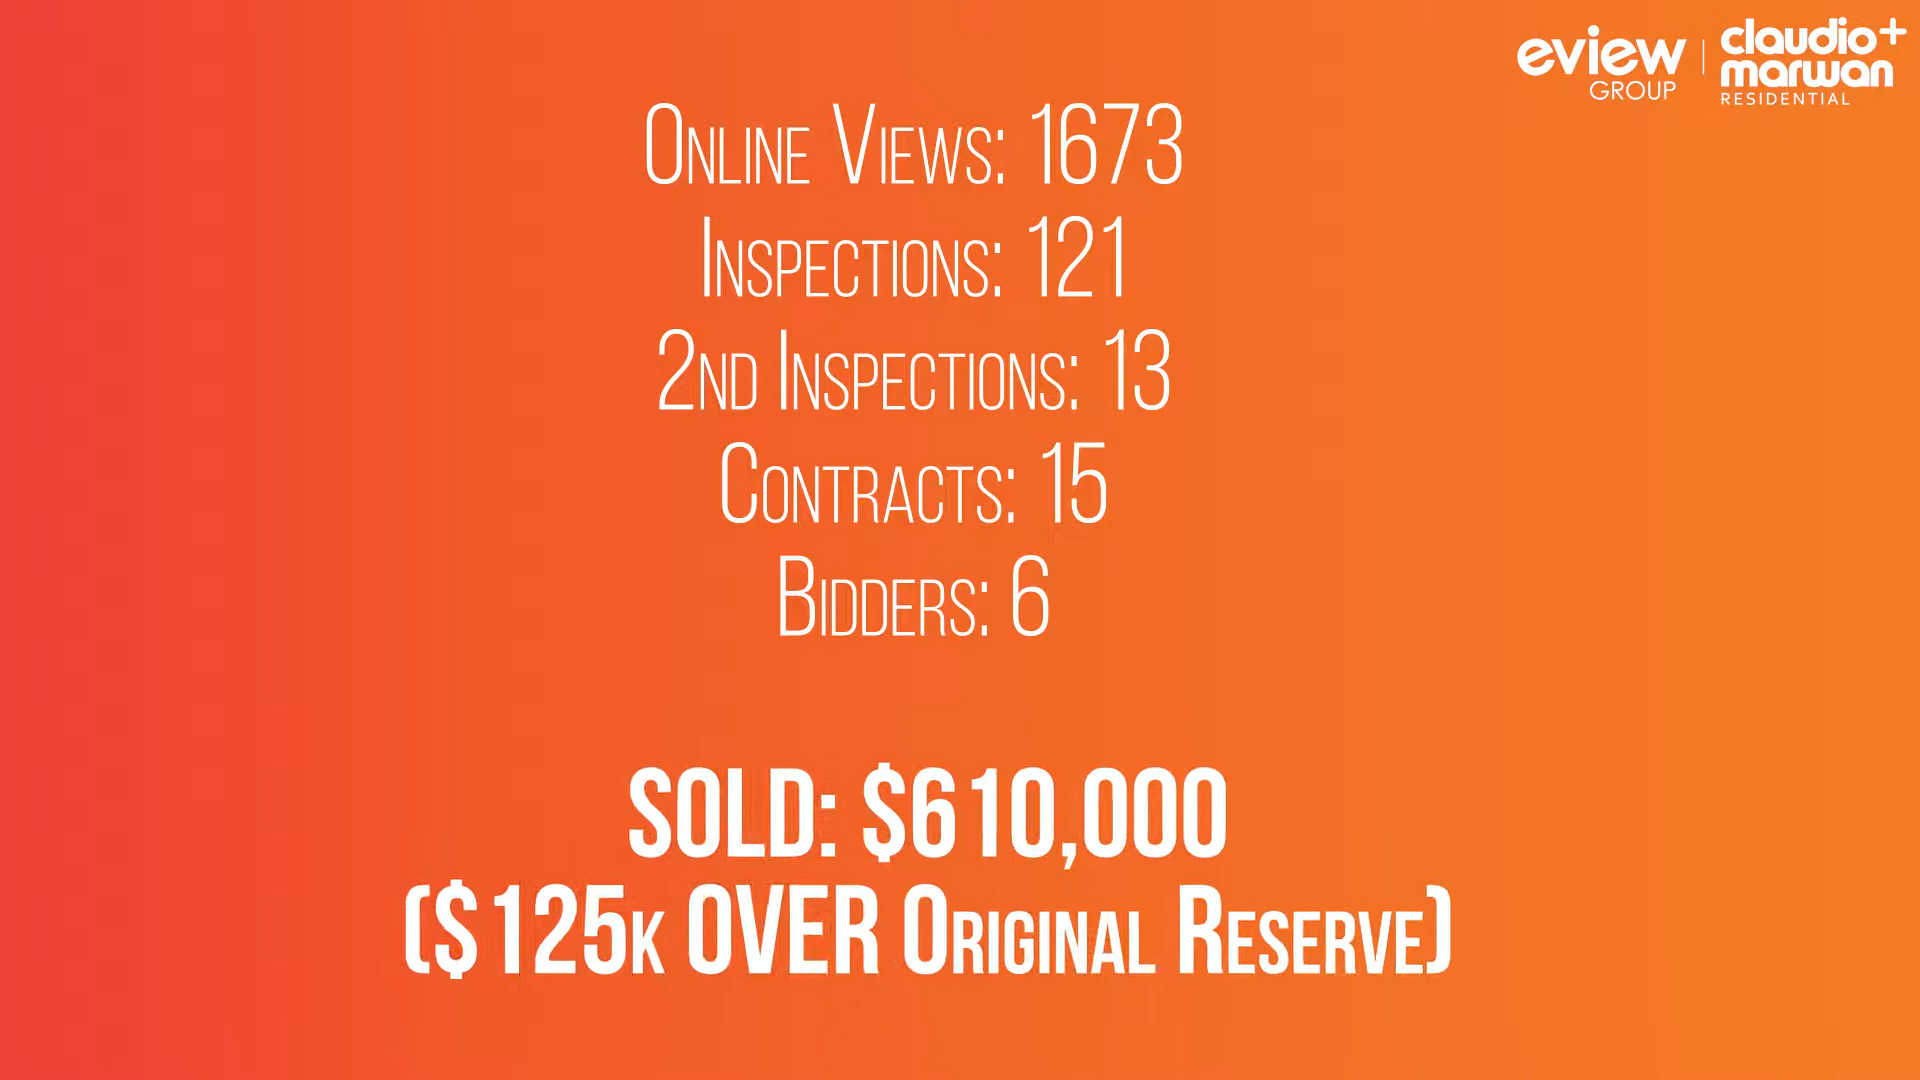 eview GROUP
claudio+
marwan
RESIDENTIAL
Online Views: 1673
Inspections: 121
2nd Inspections: 13
Contracts: 15
Bidders: 6
SOLD: $610,000
($125k OVER Original Reserve)